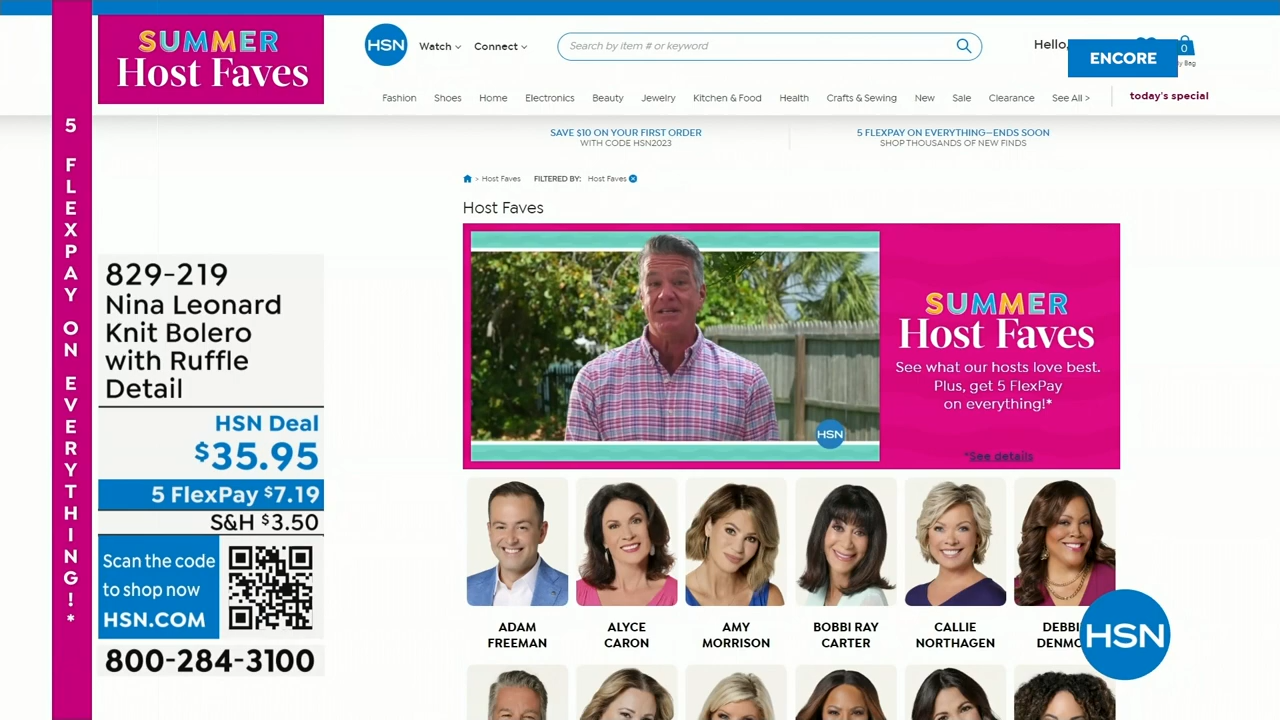 SUMMER
Host Faves
5 FLEXPAY ON EVERYTHING!*
829-219
Nina Leonard
Knit Bolero
with Ruffle
Detail
HSN Deal
$35.95
5 FlexPay $7.19
S&H $3.50
Scan the code
to shop now
HSN.COM
800-284-3100
HSN
Watch
Connect
Search by item # or keyword
Hello,
ENCORE
0
Bag
Fashion
Shoes
Home
Electronics
Beauty
Jewelry
Kitchen & Food
Health
Crafts & Sewing
New
Sale
Clearance
See All >
today's special
SAVE $10 ON YOUR FIRST ORDER
WITH CODE HSN2023
5 FLEXPAY ON EVERYTHING—ENDS SOON
SHOP THOUSANDS OF NEW FINDS
> Host Faves
FILTERED BY:
Host Faves
Host Faves
HSN
SUMMER
Host Faves
See what our hosts love best.
Plus, get 5 FlexPay
on everything!*
*See details
ADAM
FREEMAN
ALYCE
CARON
AMY
MORRISON
BOBBI RAY
CARTER
CALLIE
NORTHAGEN
HSN